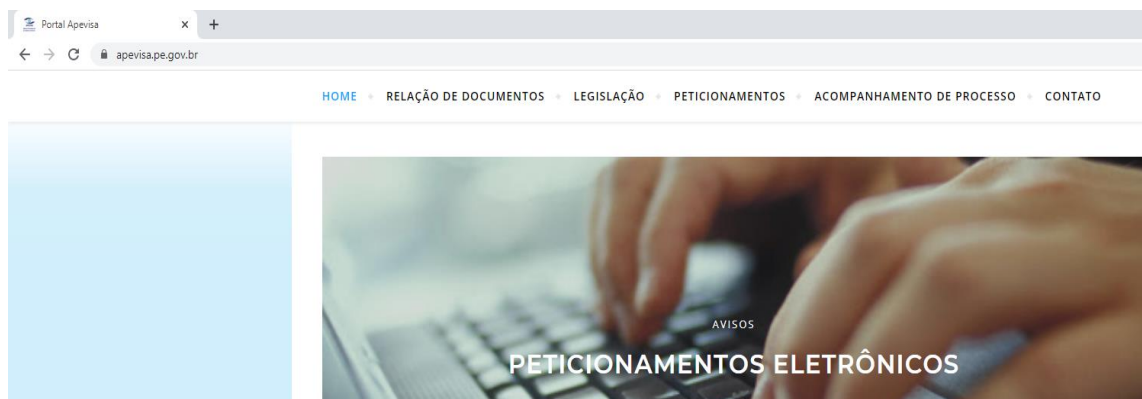 Portal Apevisa
apevisa.pe.gov.br
HOME RELAÇÃO DE DOCUMENTOS LEGISLAÇÃO PETICIONAMENTOS ACOMPANHAMENTO DE PROCESSO CONTATO
AVISOS
PETICIONAMENTOS ELETRÔNICOS